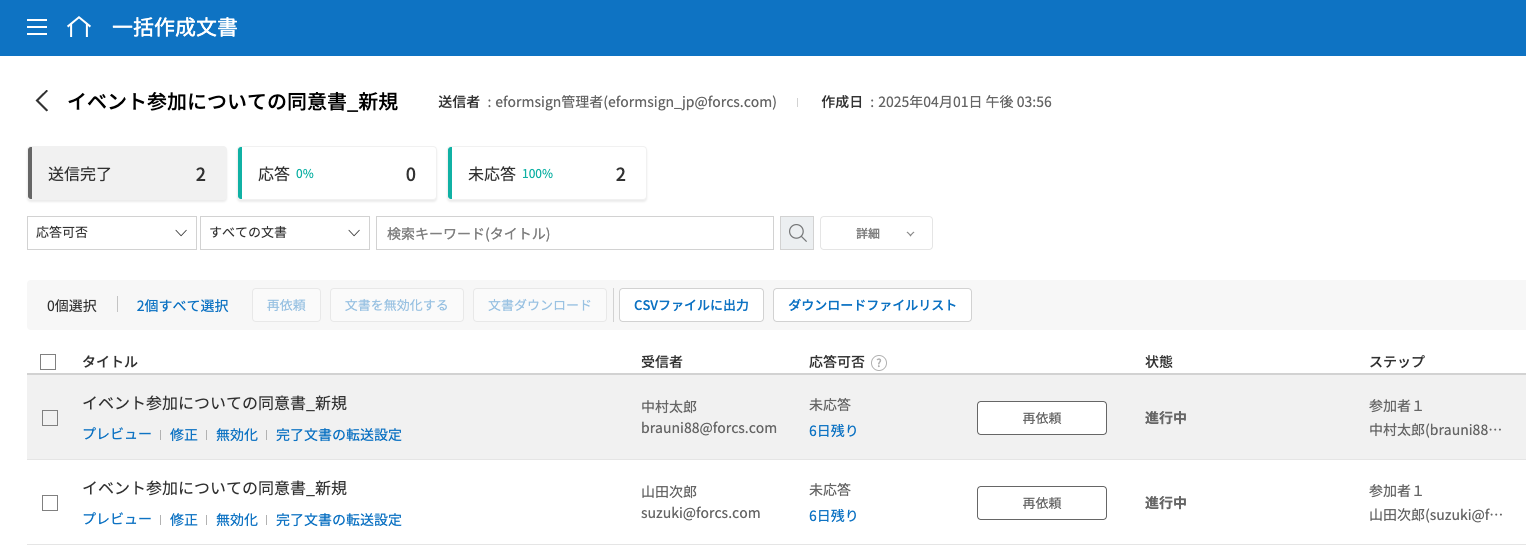 一括作成文書
イベント参加についての同意書_新規 送信者 : eformsign管理者(eformsign_jp@forcs.com) 作成日 : 2025年04月01日 午後 03:56
送信完了 2 応答 0% 0 未応答 100% 2
応答可否 すべての文書 検索キーワード(タイトル) 詳細
0個選択 2個すべて選択 再依頼 文書を無効化する 文書ダウンロード CSVファイルに出力 ダウンロードファイルリスト
タイトル 受信者 応答可否 ? 状態 ステップ
イベント参加についての同意書_新規 中村太郎 未応答 再依頼 進行中 参加者１
プレビュー 修正 無効化 完了文書の転送設定 brauni88@forcs.com 6日残り 中村太郎(brauni88…
イベント参加についての同意書_新規 山田次郎 未応答 再依頼 進行中 参加者１
プレビュー 修正 無効化 完了文書の転送設定 suzuki@forcs.com 6日残り 山田次郎(suzuki@f…